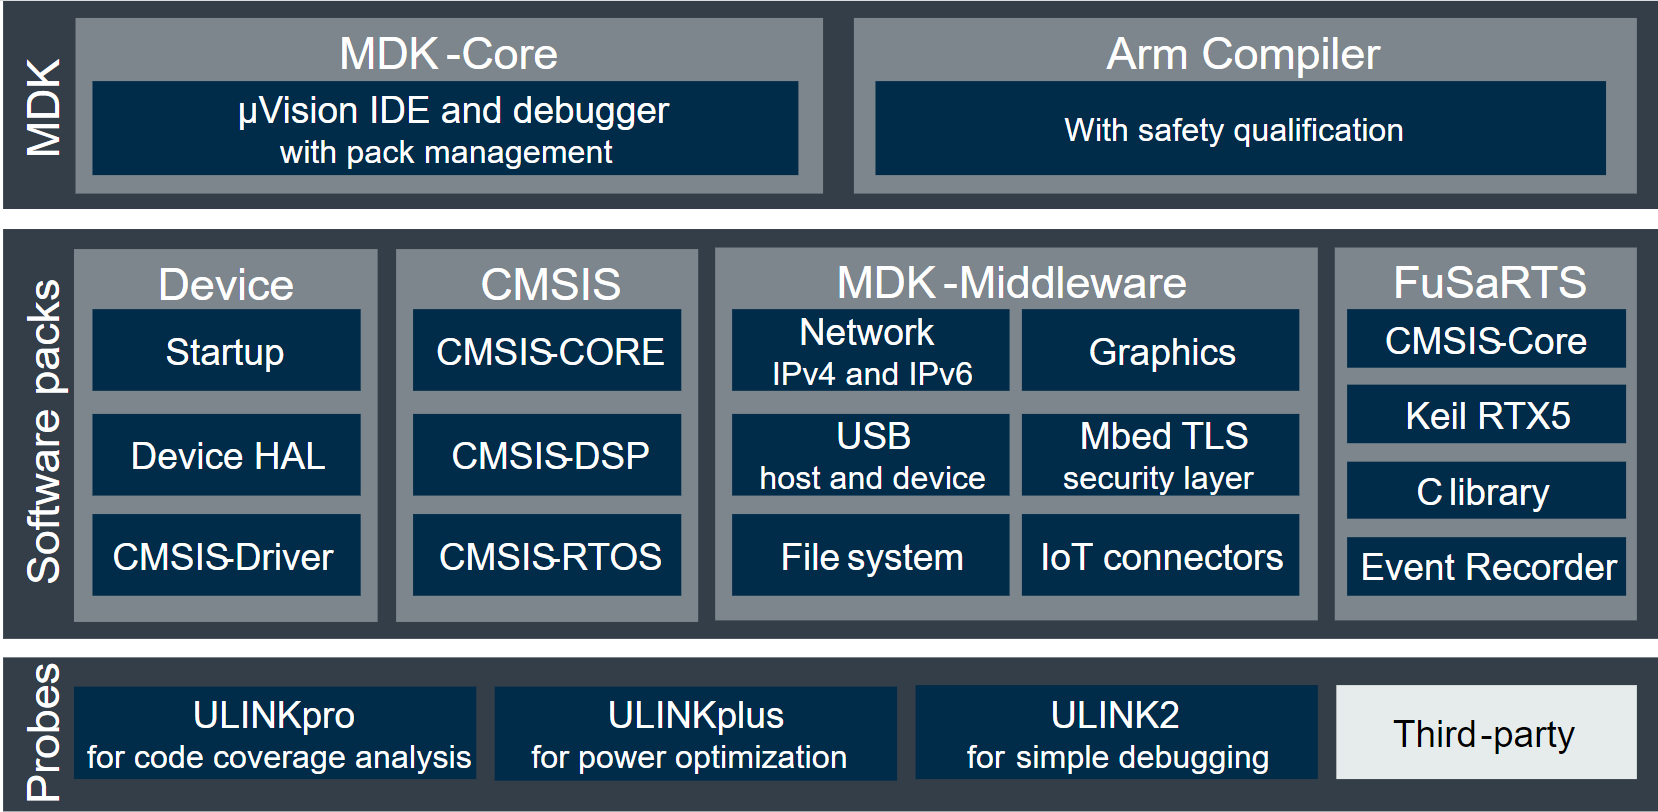 MDK
MDK-Core
µVision IDE and debugger
with pack management
Arm Compiler
With safety qualification
Software packs
Device
Startup
Device HAL
CMSIS-Driver
CMSIS
CMSIS-CORE
CMSIS-DSP
CMSIS-RTOS
MDK-Middleware
Network
IPv4 and IPv6
Graphics
USB
host and device
Mbed TLS
security layer
File system
IoT connectors
FuSaRTS
CMSIS-Core
Keil RTX5
C library
Event Recorder
Probes
ULINKpro
for code coverage analysis
ULINKplus
for power optimization
ULINK2
for simple debugging
Third-party